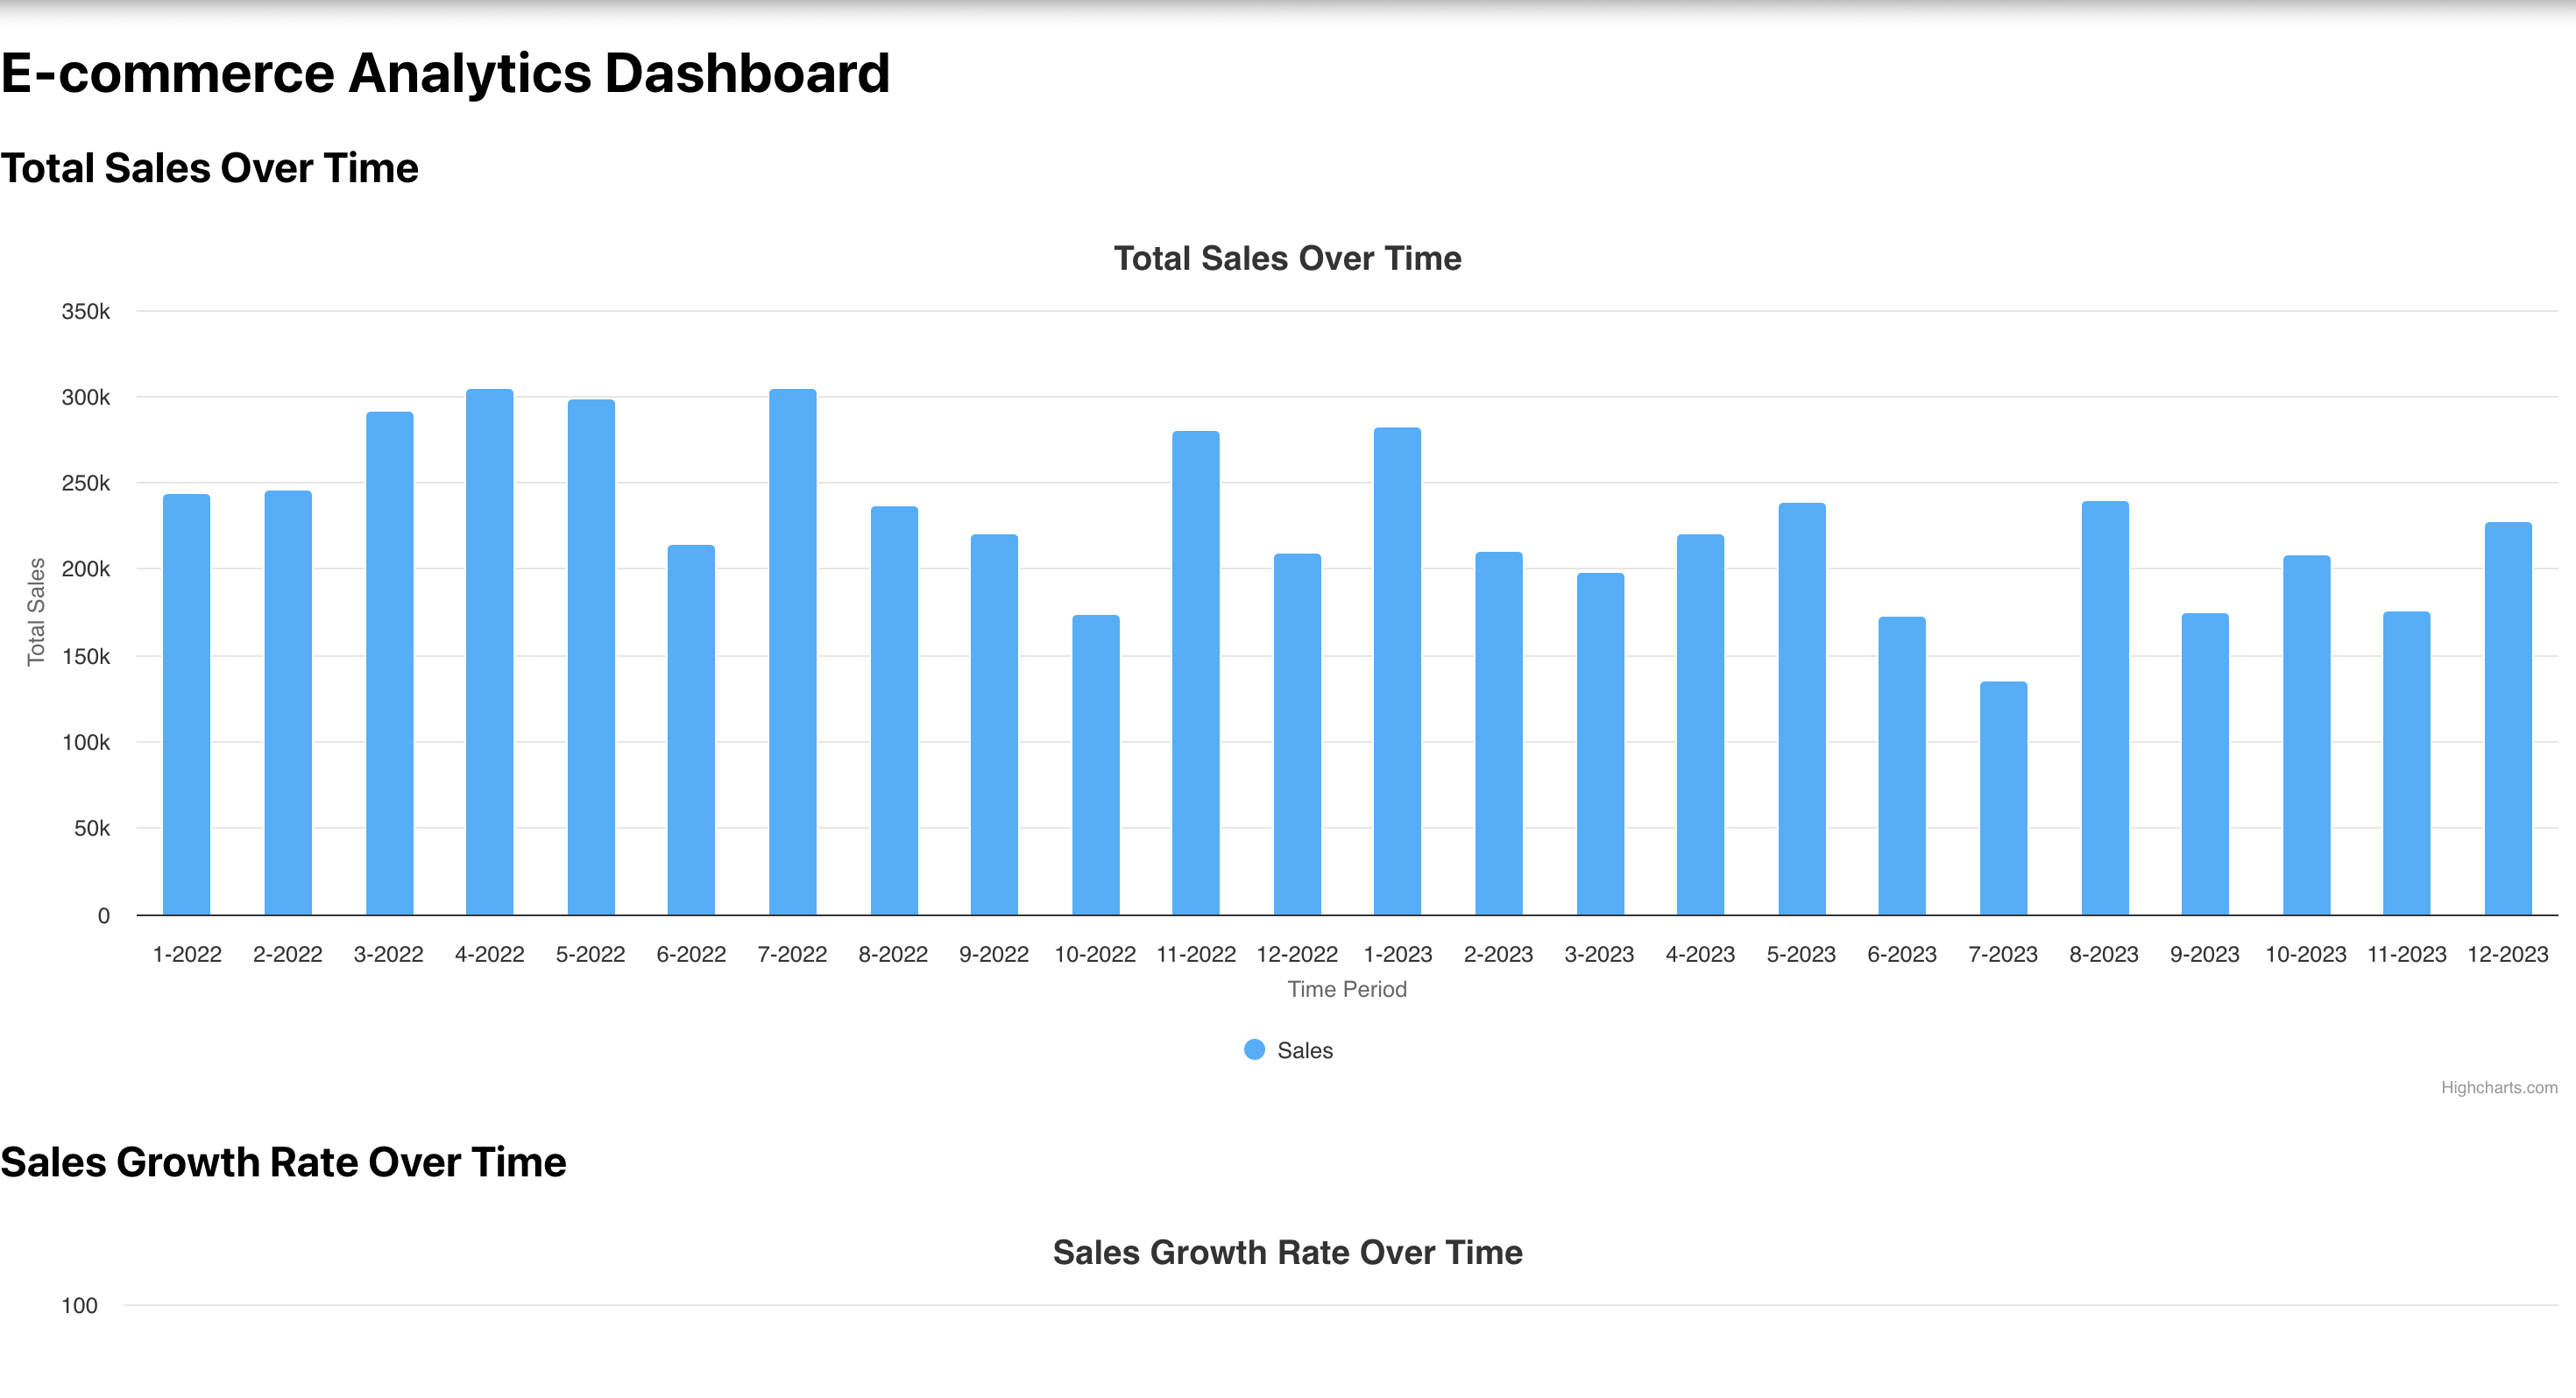 E-commerce Analytics Dashboard
Total Sales Over Time
Total Sales Over Time
350k
300k
250k
200k
150k
100k
50k
0
Total Sales
1-2022 2-2022 3-2022 4-2022 5-2022 6-2022 7-2022 8-2022 9-2022 10-2022 11-2022 12-2022 1-2023 2-2023 3-2023 4-2023 5-2023 6-2023 7-2023 8-2023 9-2023 10-2023 11-2023 12-2023
Time Period
Sales
Highcharts.com
Sales Growth Rate Over Time
Sales Growth Rate Over Time
100